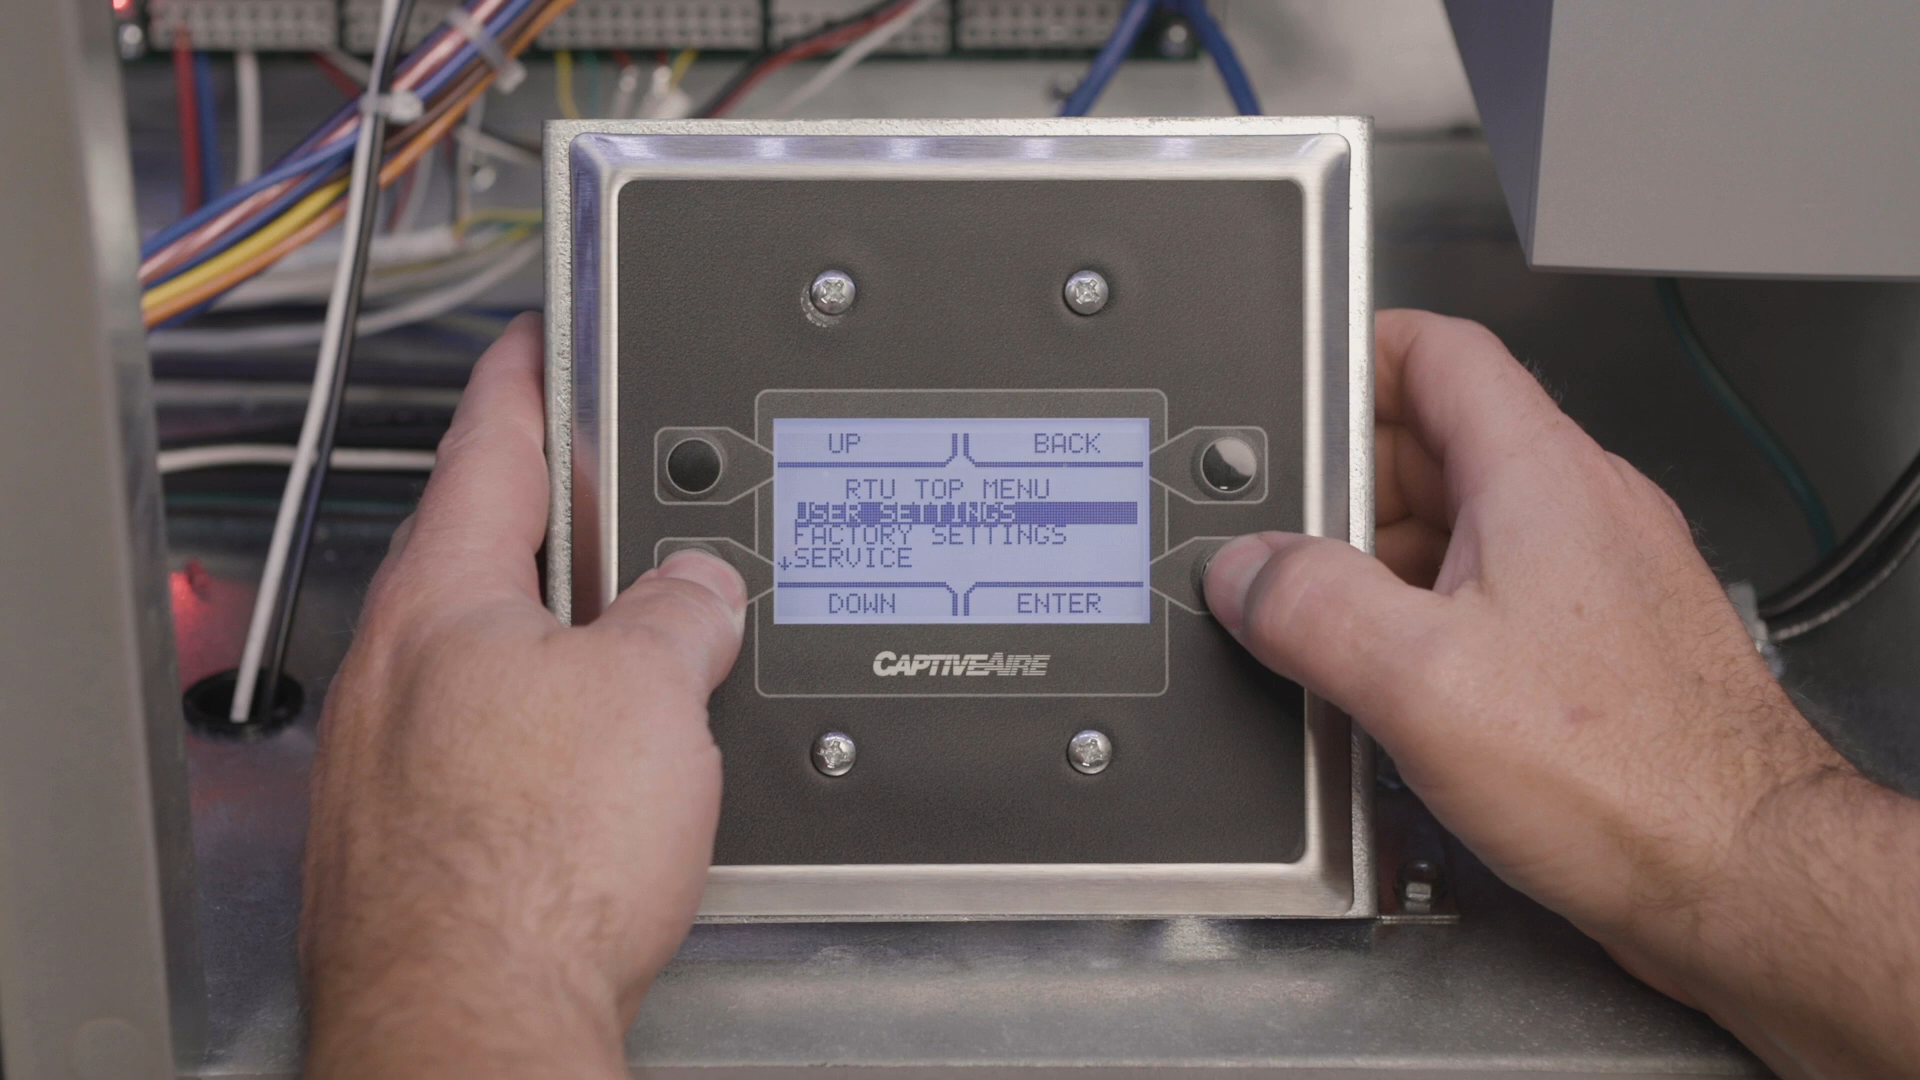 UP BACK
RTU TOP MENU
USER SETTINGS
FACTORY SETTINGS
↓SERVICE
DOWN ENTER
CAPTIVEAIRE